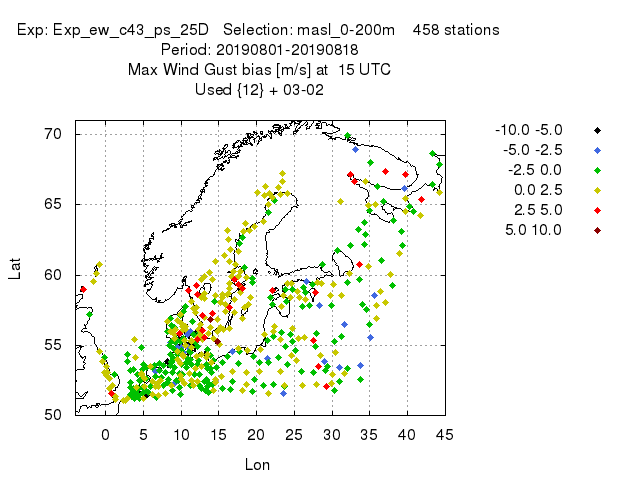 Exp: Exp_ew_c43_ps_25D Selection: masl_0-200m 458 stations
Period: 20190801-20190818
Max Wind Gust bias [m/s] at 15 UTC
Used {12} + 03-02
-10.0 -5.0
-5.0 -2.5
-2.5 0.0
0.0 2.5
2.5 5.0
5.0 10.0
Lat
70
65
60
55
50
0 5 10 15 20 25 30 35 40 45
Lon